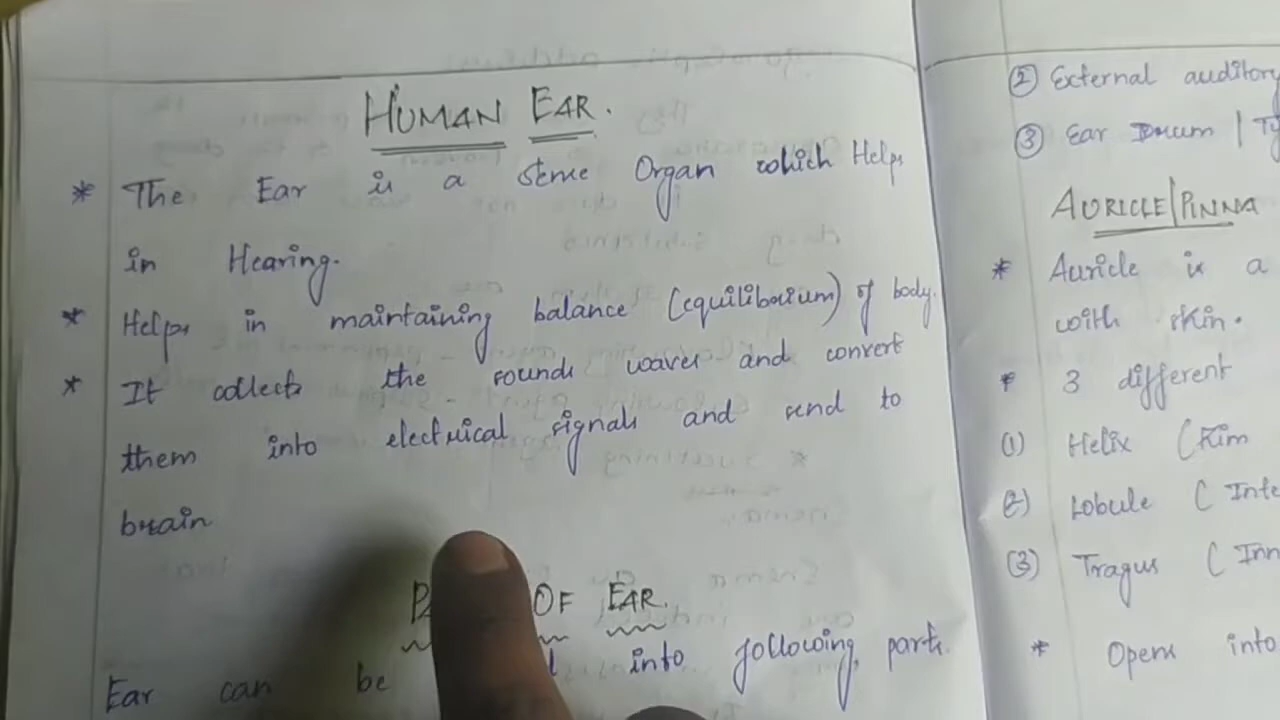 HUMAN EAR.
* The Ear is a sense Organ which Helps
in Hearing.
* Helps in maintaining balance (equilibrium) of body.
* It collects the sounds waves and convert
them into electrical signals and send to
brain
OF EAR.
Ear can be into following parts.
② External auditory
③ Ear Drum |
AURICLE|PINNA
* Auricle is a
with skin.
* 3 different
(1) Helix (Rim
(2) Lobule (
(3) Tragus (
* Opens into